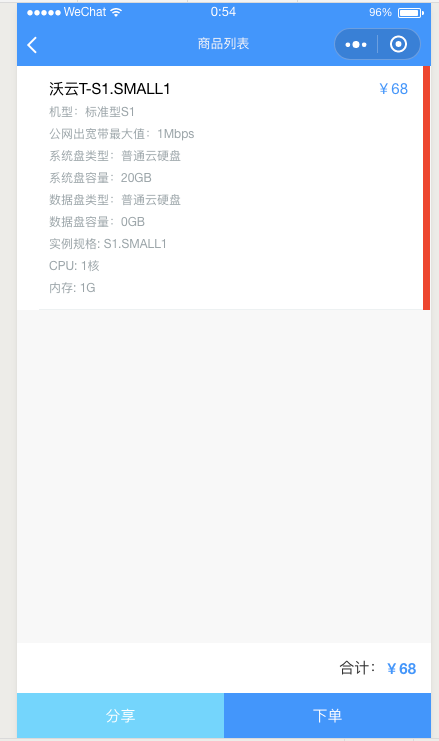 WeChat 0:54 96%
商品列表
沃云T-S1.SMALL1 ￥68
机型：标准型S1
公网出宽带最大值：1Mbps
系统盘类型：普通云硬盘
系统盘容量：20GB
数据盘类型：普通云硬盘
数据盘容量：0GB
实例规格: S1.SMALL1
CPU: 1核
内存: 1G
合计：￥68
分享 下单